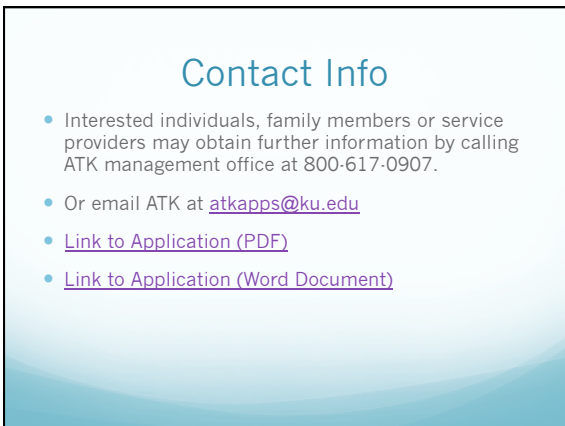 Contact Info
• Interested individuals, family members or service
providers may obtain further information by calling
ATK management office at 800-617-0907.
• Or email ATK at atkapps@ku.edu
• Link to Application (PDF)
• Link to Application (Word Document)